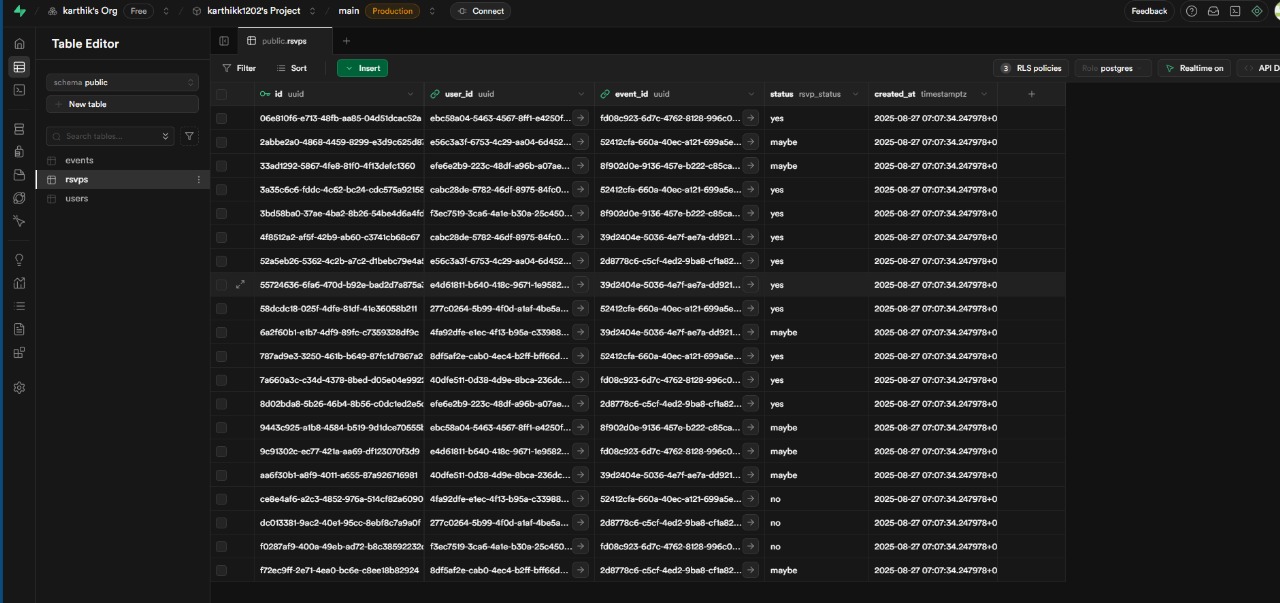 karthik's Org Free karthikk1202's Project main Production Connect Feedback
Table Editor public.rsvps
schema public Filter Sort Insert 3 RLS policies Role postgres Realtime on API D
New table
Search tables...
events
rsvps
users
id uuid user_id uuid event_id uuid status rsvp_status created_at timestamptz
06e810f6-e713-48fb-aa85-04d51dcac52a ebc58a04-5463-4567-8ff1-e4250f... fd08c923-6d7c-4762-8128-996c0... yes 2025-08-27 07:07:34.247978+0
2abbe2a0-4868-4459-8299-e3d9c625d8 e56c3a3f-6753-4c29-aa04-6d452... 52412cfa-660a-40ec-a121-699a5e... maybe 2025-08-27 07:07:34.247978+0
33ad1292-5867-4fe8-81f0-4f13defc1360 efe6e2b9-223c-48df-a96b-a07ae... 8f902d0e-9136-457e-b222-c85ca... maybe 2025-08-27 07:07:34.247978+0
3a35c6c6-fddc-4c62-bc24-cdc575a92158 cabc28de-5782-46df-8975-84fc0... 52412cfa-660a-40ec-a121-699a5e... yes 2025-08-27 07:07:34.247978+0
3bd58ba0-37ae-4ba2-8b26-54be4d6a4fd f3ec7519-3ca6-4a1e-b30a-25c450... 8f902d0e-9136-457e-b222-c85ca... yes 2025-08-27 07:07:34.247978+0
4f8512a2-af5f-42b9-ab60-c3741cb68c67 cabc28de-5782-46df-8975-84fc0... 39d2404e-5036-4e7f-ae7a-dd921... yes 2025-08-27 07:07:34.247978+0
52a5eb26-5362-4c2b-a7c2-d1bebc79e4a5 e56c3a3f-6753-4c29-aa04-6d452... 2d8778c6-c5cf-4ed2-9ba8-cf1a82... yes 2025-08-27 07:07:34.247978+0
55724636-6fa6-470d-b92e-bad2d7a875a2 e4d61811-b640-418c-9671-1e9582... 39d2404e-5036-4e7f-ae7a-dd921... yes 2025-08-27 07:07:34.247978+0
58dcdc18-025f-4dfe-81df-41e36058b211 277c0264-5b99-4f0d-a1af-4be5a... 52412cfa-660a-40ec-a121-699a5e... yes 2025-08-27 07:07:34.247978+0
6a2f60b1-e1b7-4df9-89fc-c7359328df9c 4fa92dfe-e1ec-4f13-b95a-c33988... 39d2404e-5036-4e7f-ae7a-dd921... maybe 2025-08-27 07:07:34.247978+0
787ad9e3-3250-461b-b649-87fc1d7867a2 8df5af2e-cab0-4ec4-b2ff-bff66d... 52412cfa-660a-40ec-a121-699a5e... yes 2025-08-27 07:07:34.247978+0
7a660a3c-c34d-4378-8bed-d05e04e992 40dfe511-0d38-4d9e-8bca-236dc... fd08c923-6d7c-4762-8128-996c0... yes 2025-08-27 07:07:34.247978+0
8d02bda8-5b26-46b4-8b56-c0dc1ed2e5 efe6e2b9-223c-48df-a96b-a07ae... 2d8778c6-c5cf-4ed2-9ba8-cf1a82... yes 2025-08-27 07:07:34.247978+0
9443c925-a1b8-4584-b519-9d1dce70555b ebc58a04-5463-4567-8ff1-e4250f... 8f902d0e-9136-457e-b222-c85ca... maybe 2025-08-27 07:07:34.247978+0
9c91302c-ec77-421a-aa69-df123070f3d9 e4d61811-b640-418c-9671-1e9582... fd08c923-6d7c-4762-8128-996c0... maybe 2025-08-27 07:07:34.247978+0
aa6f30b1-a8f9-4011-a655-87a926716981 40dfe511-0d38-4d9e-8bca-236dc... 39d2404e-5036-4e7f-ae7a-dd921... maybe 2025-08-27 07:07:34.247978+0
ce8e4af6-a2c3-4852-976a-514cf82a6090 4fa92dfe-e1ec-4f13-b95a-c33988... 52412cfa-660a-40ec-a121-699a5e... no 2025-08-27 07:07:34.247978+0
dc013381-9ac2-40e1-95cc-8ebf8c7a9a0f 277c0264-5b99-4f0d-a1af-4be5a... 2d8778c6-c5cf-4ed2-9ba8-cf1a82... no 2025-08-27 07:07:34.247978+0
f0287af9-400a-49eb-ad72-b8c38592232 f3ec7519-3ca6-4a1e-b30a-25c450... fd08c923-6d7c-4762-8128-996c0... no 2025-08-27 07:07:34.247978+0
f72ec9ff-2e71-4ea0-bc6e-c8ee18b82924 8df5af2e-cab0-4ec4-b2ff-bff66d... 2d8778c6-c5cf-4ed2-9ba8-cf1a82... maybe 2025-08-27 07:07:34.247978+0